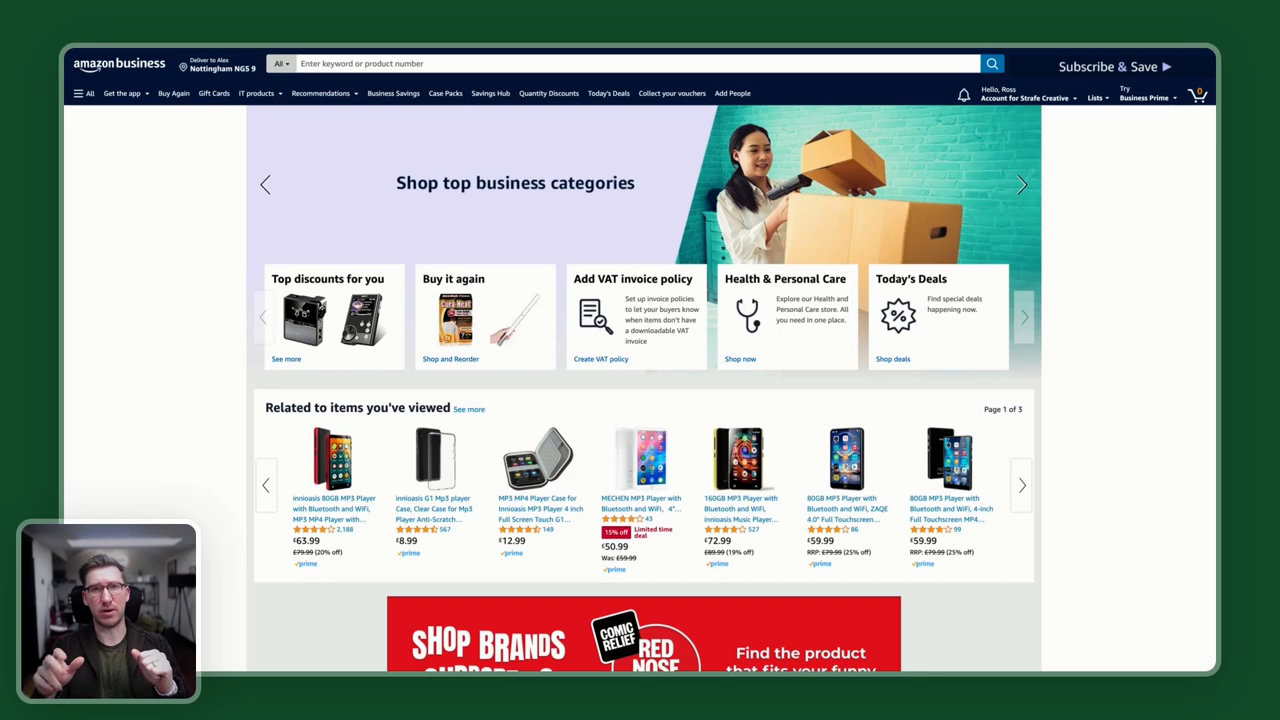 amazon business
Deliver to Alex
Nottingham NG5 9
All
Enter keyword or product number
Subscribe & Save
All
Get the app
Buy Again
Gift Cards
IT products
Recommendations
Business Savings
Case Packs
Savings Hub
Quantity Discounts
Today's Deals
Collect your vouchers
Add People
Hello, Ross
Account for Strafe Creative
Lists
Try
Business Prime
0
Shop top business categories
Top discounts for you
See more
Buy it again
Shop and Reorder
Add VAT invoice policy
Set up invoice policies
to let your buyers know
when items don't have
a downloadable VAT
invoice
Create VAT policy
Health & Personal Care
Explore our Health and
Personal Care store. All
you need in one place.
Shop now
Today's Deals
Find special deals
happening now.
Shop deals
Related to items you've viewed See more
Page 1 of 3
innioasis 80GB MP3 Player
with Bluetooth and WiFi,
MP3 MP4 Player with...
2,188
£63.99
£79.99 (20% off)
prime
innioasis G1 Mp3 player
Case, Clear Case for Mp3
Player Anti-Scratch...
567
£8.99
prime
MP3 MP4 Player Case for
Innioasis MP3 Player 4 inch
Full Screen Touch G1...
149
£12.99
prime
MECHEN MP3 Player with
Bluetooth and WiFi, 4"...
43
15% off
Limited time
deal
£50.99
Was: £59.99
prime
160GB MP3 Player with
Bluetooth and WiFi,
innioasis Music Player...
527
£72.99
£89.99 (19% off)
prime
80GB MP3 Player with
Bluetooth and WiFi, ZAQE
4.0" Full Touchscreen...
86
£59.99
RRP: £79.99 (25% off)
prime
80GB MP3 Player with
Bluetooth and WiFi, 4-inch
Full Touchscreen MP4...
99
£59.99
RRP: £79.99 (25% off)
prime
SHOP BRANDS
COMIC
RELIEF
RED
NOSE
Find the product
that fits your funny